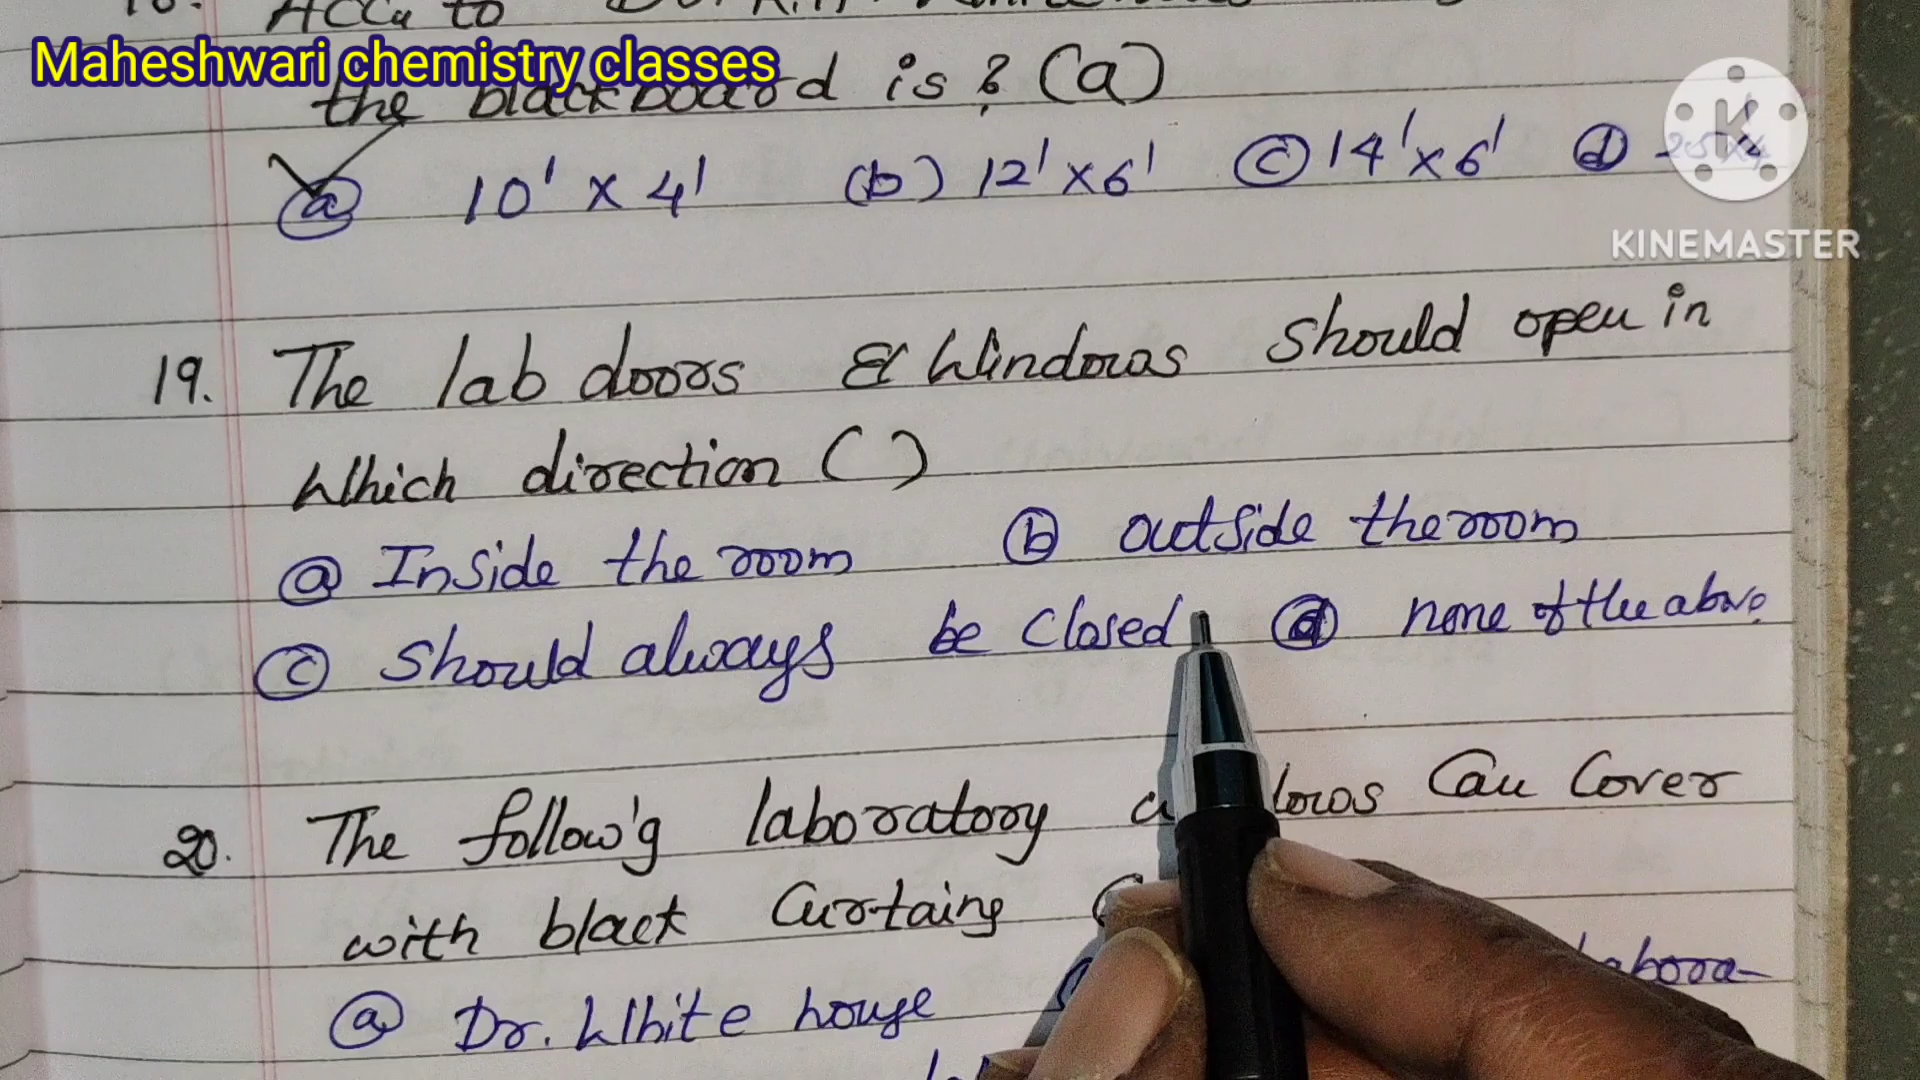 Accn to
Maheshwari chemistry classes
the blackboard is ? (a)
(a) 10' x 4' (b) 12' x 6' (c) 14' x 6' (d)
KINEMASTER
19. The lab doors & Windows should open in
Which direction ( )
(a) Inside the room (b) outside the room
(c) should always be closed (d) none of the above
20. The follow'g laboratory Can Cover
with black Curtains
(a) Dr. White house